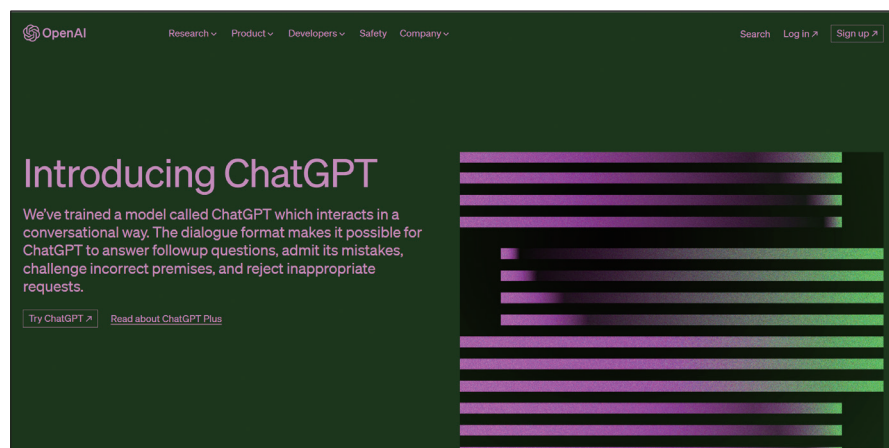 OpenAI Research Product Developers Safety Company Search Log in ↗ Sign up ↗
Introducing ChatGPT
We've trained a model called ChatGPT which interacts in a
conversational way. The dialogue format makes it possible for
ChatGPT to answer followup questions, admit its mistakes,
challenge incorrect premises, and reject inappropriate
requests.
Try ChatGPT ↗ Read about ChatGPT Plus